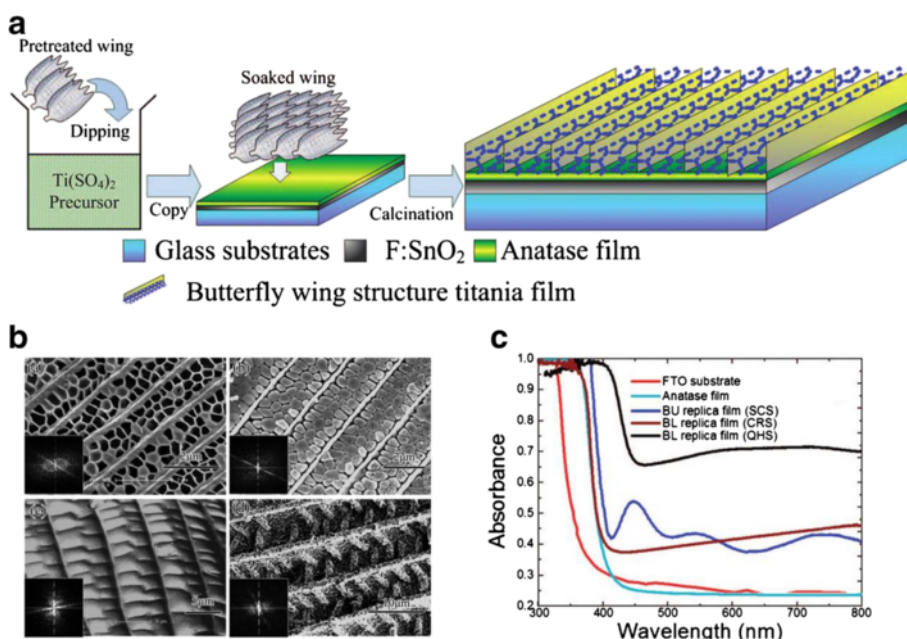 a
Pretreated wing
Dipping
Ti(SO4)2
Precursor
Copy
Soaked wing
Calcination
Glass substrates F:SnO2 Anatase film
Butterfly wing structure titania film
b
2μm
c
Absorbance
1.0
0.9
0.8
0.7
0.6
0.5
0.4
0.3
0.2
FTO substrate
Anatase film
BU replica film (SCS)
BL replica film (CRS)
BL replica film (QHS)
300 400 500 600 700 800
Wavelength (nm)